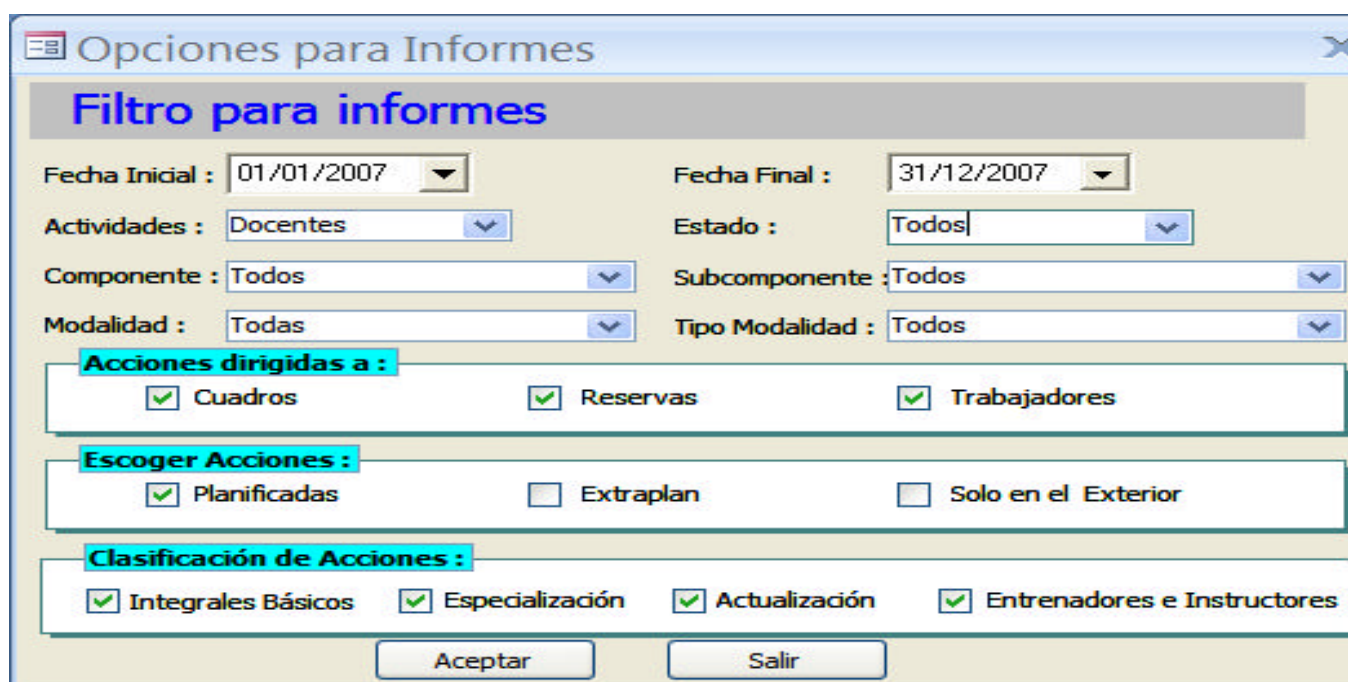 Opciones para Informes
Filtro para informes
Fecha Inicial : 01/01/2007 Fecha Final : 31/12/2007
Actividades : Docentes Estado : Todos
Componente : Todos Subcomponente : Todos
Modalidad : Todas Tipo Modalidad : Todos
Acciones dirigidas a :
Cuadros Reservas Trabajadores
Escoger Acciones :
Planificadas Extraplan Solo en el Exterior
Clasificación de Acciones :
Integrales Básicos Especialización Actualización Entrenadores e Instructores
Aceptar Salir